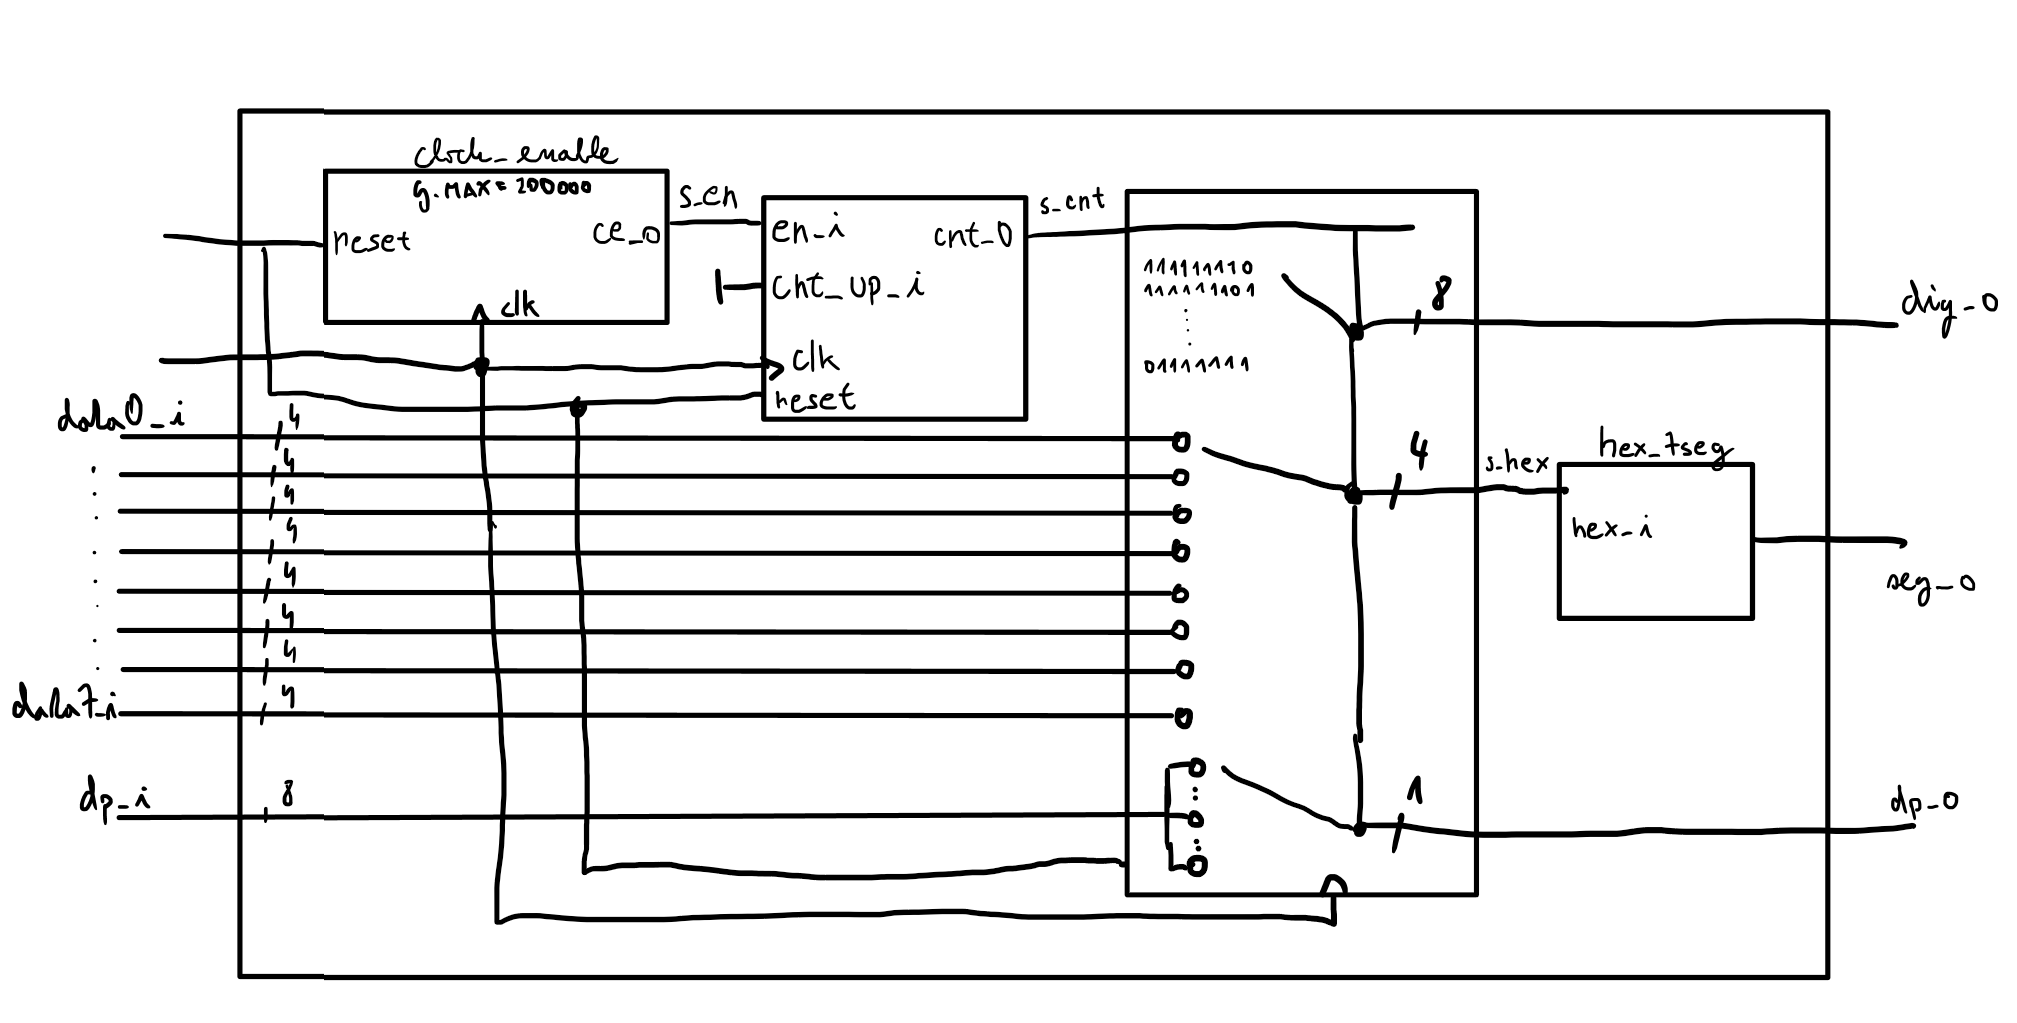 clock_enable
g.MAX = 200000
reset
ce_o
clk
s_en
en_i
cnt_o
cnt_up_i
clk
reset
s_cnt
11111110
11111101
01111111
8
dig_o
data0_i
4
4
4
4
4
4
4
4
data7_i
4
s_hex
hex_7seg
hex_i
seg_o
dp_i
8
1
dp_o